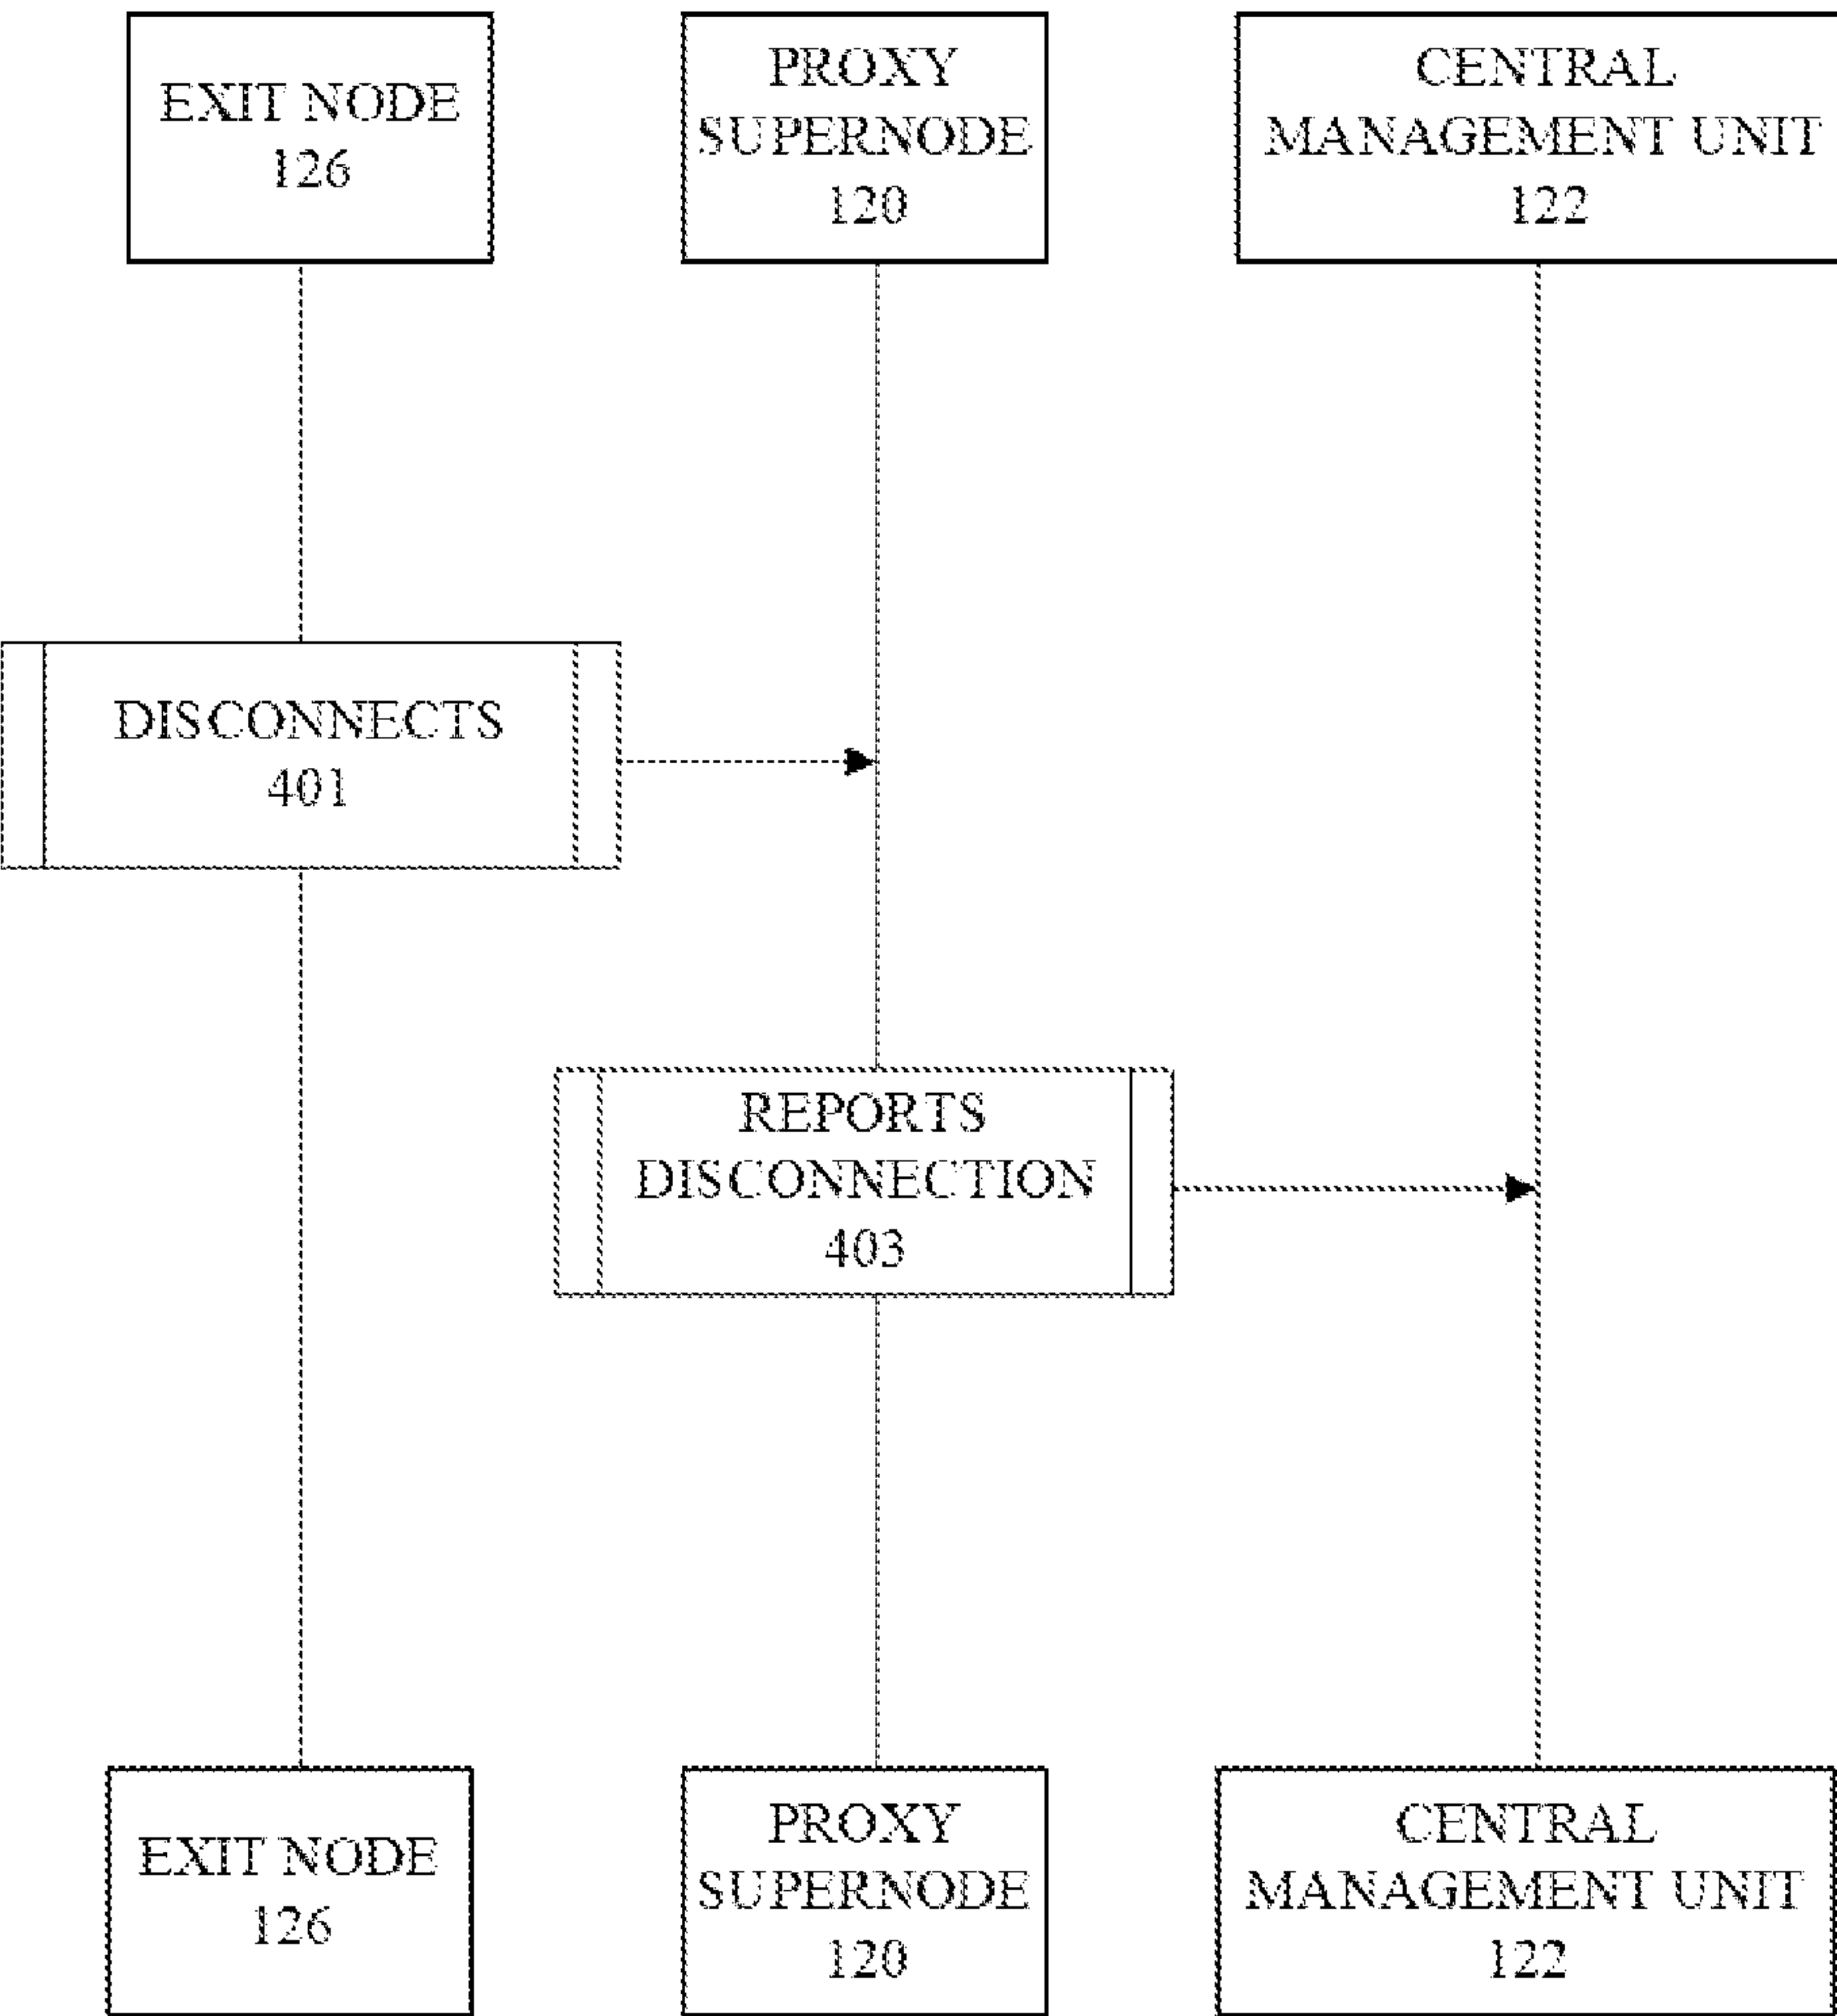 EXIT NODE
126
PROXY
SUPERNODE
120
CENTRAL
MANAGEMENT UNIT
122
DISCONNECTS
401
REPORTS
DISCONNECTION
403
EXIT NODE
126
PROXY
SUPERNODE
120
CENTRAL
MANAGEMENT UNIT
122